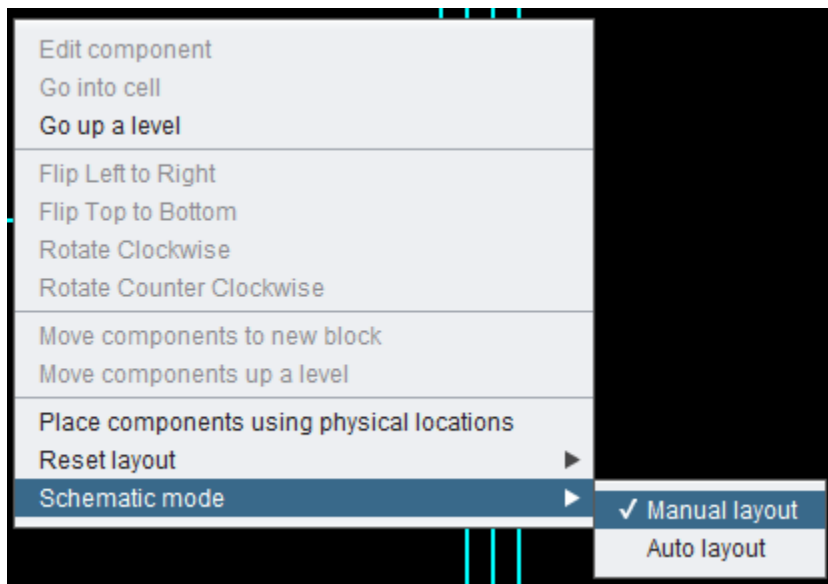 Edit component
Go into cell
Go up a level
Flip Left to Right
Flip Top to Bottom
Rotate Clockwise
Rotate Counter Clockwise
Move components to new block
Move components up a level
Place components using physical locations
Reset layout
Schematic mode
Manual layout
Auto layout